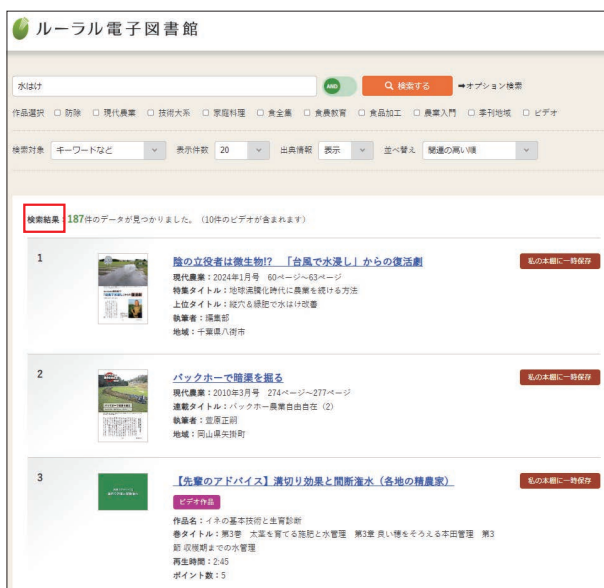 ルーラル電子図書館
水はけ
AND
検索する
➡オプション検索
作品選択 防除 現代農業 技術大系 家庭料理 食全集 食農教育 食品加工 農業入門 季刊地域 ビデオ
検索対象 キーワードなど 表示件数 20 出典情報 表示 並べ替え 関連の高い順
検索結果:187件のデータが見つかりました。(10件のビデオが含まれます)
1
陰の立役者は微生物!? 「台風で水浸し」からの復活劇
私の本棚に一時保存
現代農業:2024年1月号 60ページ~63ページ
特集タイトル:地球沸騰化時代に農業を続ける方法
上位タイトル:縦穴&緑肥で水はけ改善
執筆者:編集部
地域:千葉県八街市
2
バックホーで暗渠を掘る
私の本棚に一時保存
現代農業:2010年3月号 274ページ~277ページ
連載タイトル:バックホー農業自由自在(2)
執筆者:笠原正嗣
地域:岡山県矢掛町
3
【先輩のアドバイス】溝切り効果と間断潅水(各地の精農家)
私の本棚に一時保存
ビデオ作品
作品名:イネの基本技術と生育診断
巻タイトル:第3巻 太茎を育てる施肥と水管理 第3章 良い穂をそろえる本田管理 第3
節 収穫期までの水管理
再生時間:2:45
ポイント数:5